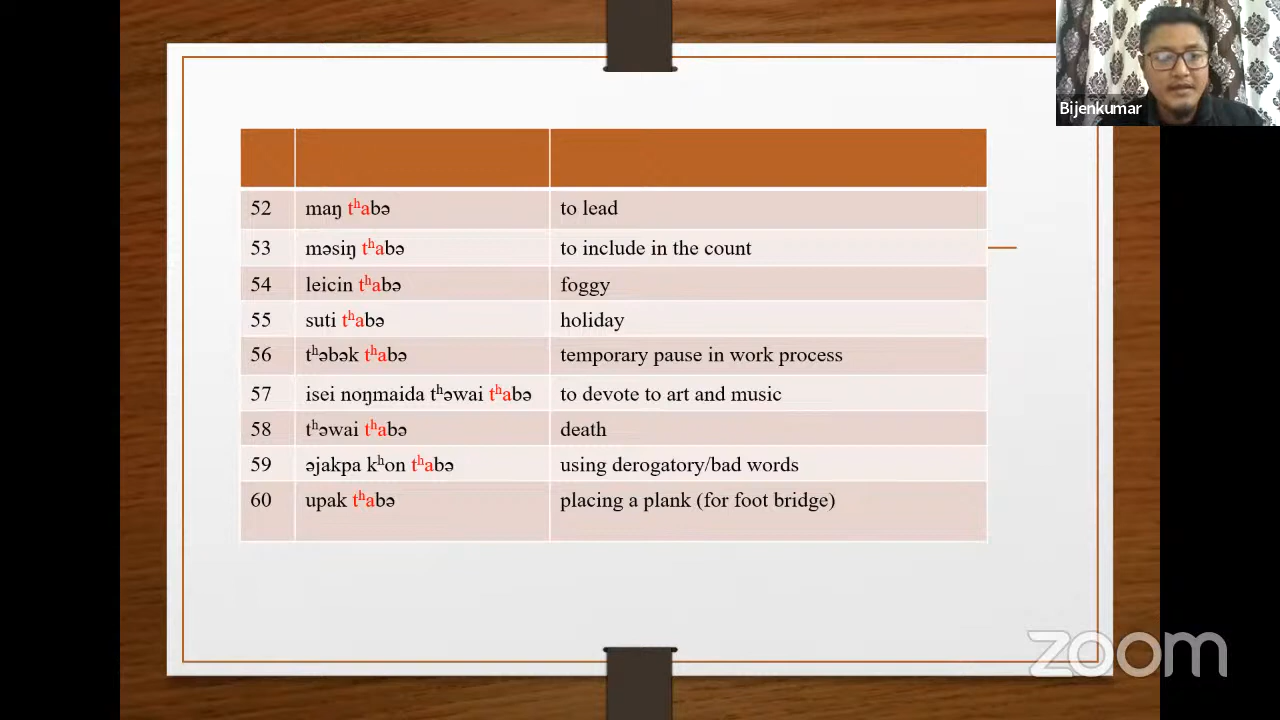 Bijenkumar
52 maŋ tʰabə to lead
53 məsiŋ tʰabə to include in the count
54 leicin tʰabə foggy
55 suti tʰabə holiday
56 tʰəbək tʰabə temporary pause in work process
57 isei noŋmaida tʰəwai tʰabə to devote to art and music
58 tʰəwai tʰabə death
59 əjakpa kʰon tʰabə using derogatory/bad words
60 upak tʰabə placing a plank (for foot bridge)
zoom